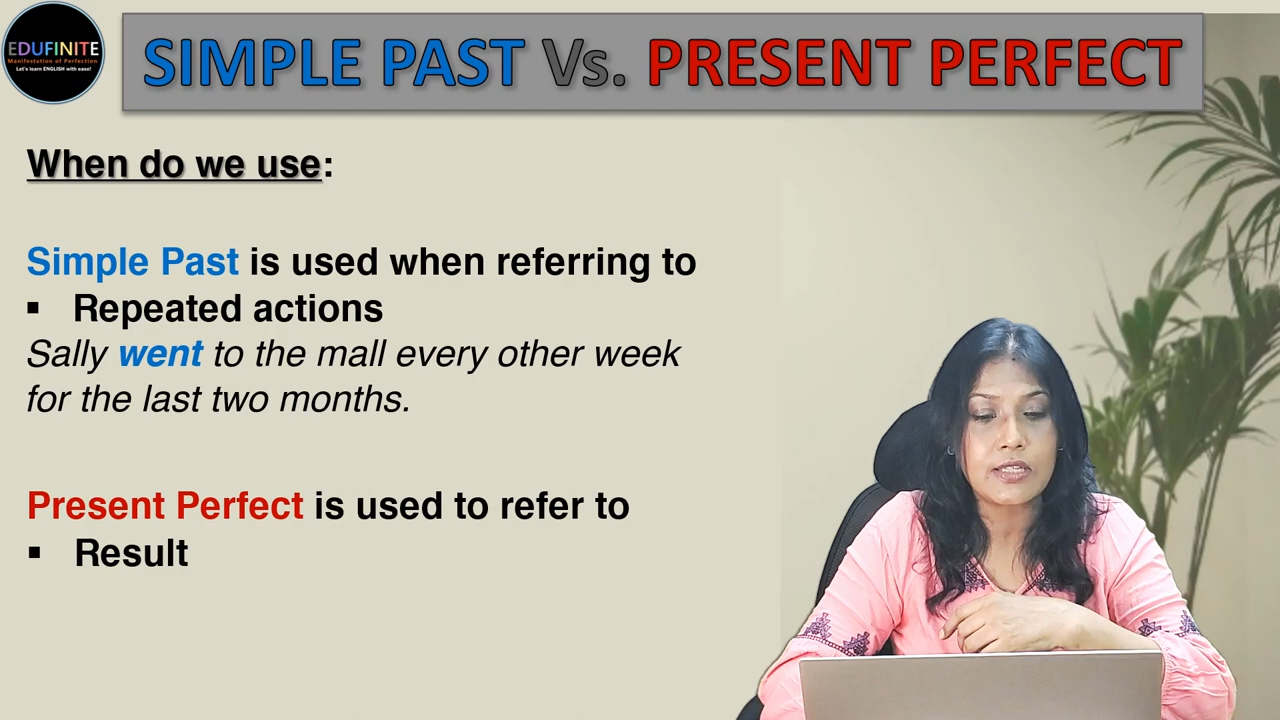 EDUFINITE
Manifestation of Perfection
Let's learn ENGLISH with ease!
SIMPLE PAST Vs. PRESENT PERFECT
When do we use:
Simple Past is used when referring to
▪ Repeated actions
Sally went to the mall every other week
for the last two months.
Present Perfect is used to refer to
▪ Result